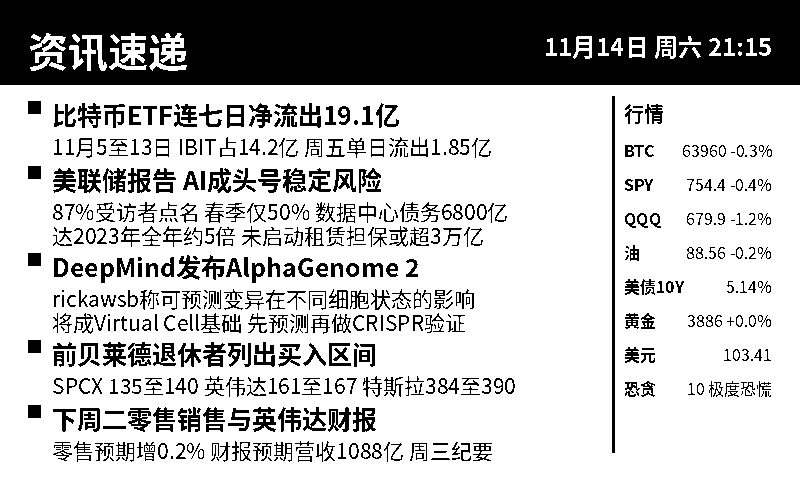 资讯速递
11月14日 周六 21:15
比特币ETF连七日净流出19.1亿
11月5至13日 IBIT占14.2亿 周五单日流出1.85亿
美联储报告 AI成头号稳定风险
87%受访者点名 春季仅50% 数据中心债务6800亿
达2023年全年约5倍 未启动租赁担保或超3万亿
DeepMind发布AlphaGenome 2
rickawsb称可预测变异在不同细胞状态的影响
将成Virtual Cell基础 先预测再做CRISPR验证
前贝莱德退休者列出买入区间
SPCX 135至140 英伟达161至167 特斯拉384至390
下周二零售销售与英伟达财报
零售预期增0.2% 财报预期营收1088亿 周三纪要
行情
BTC 63960 -0.3%
SPY 754.4 -0.4%
QQQ 679.9 -1.2%
油 88.56 -0.2%
美债10Y 5.14%
黄金 3886 +0.0%
美元 103.41
恐贪 10 极度恐慌